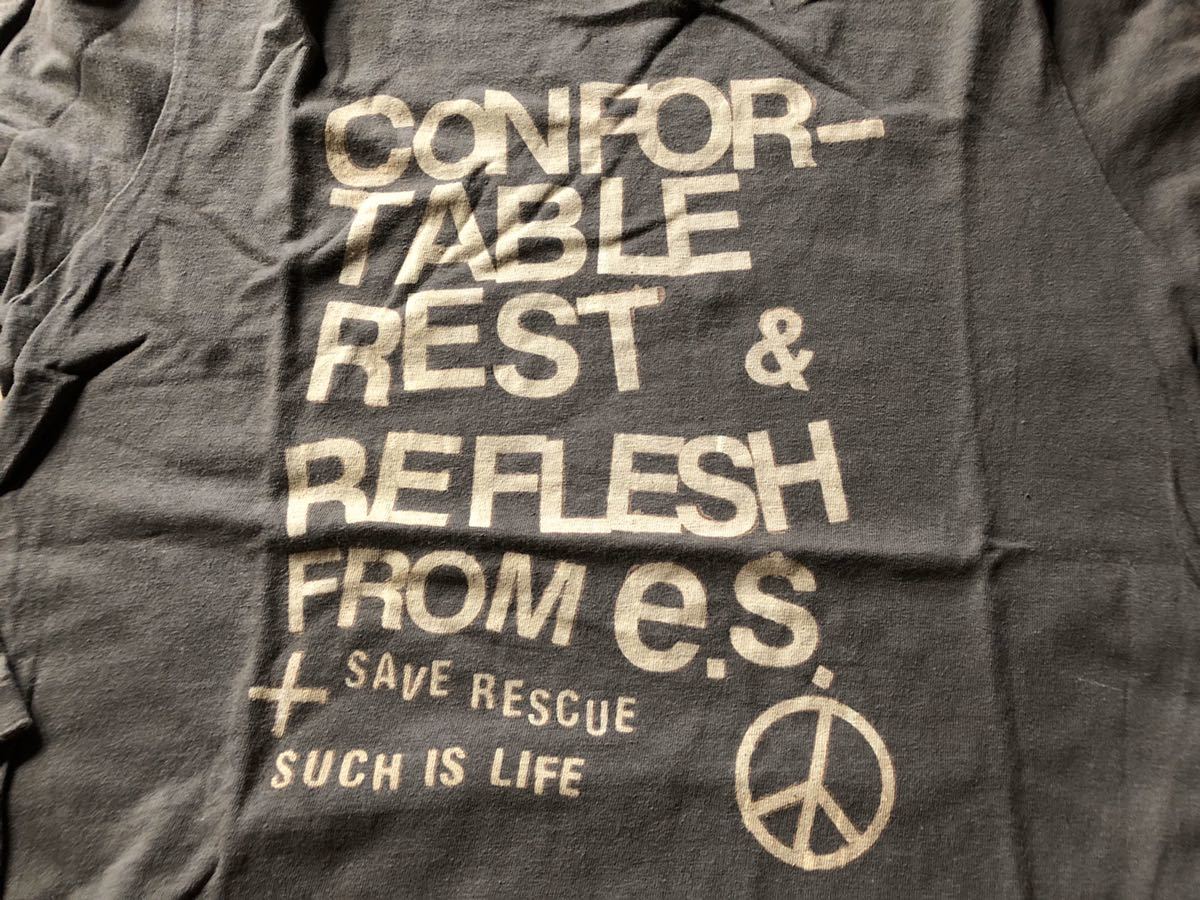 CONFOR-
TABLE
REST &
REFLESH
FROM e.s.
+ SAVE RESCUE
SUCH IS LIFE